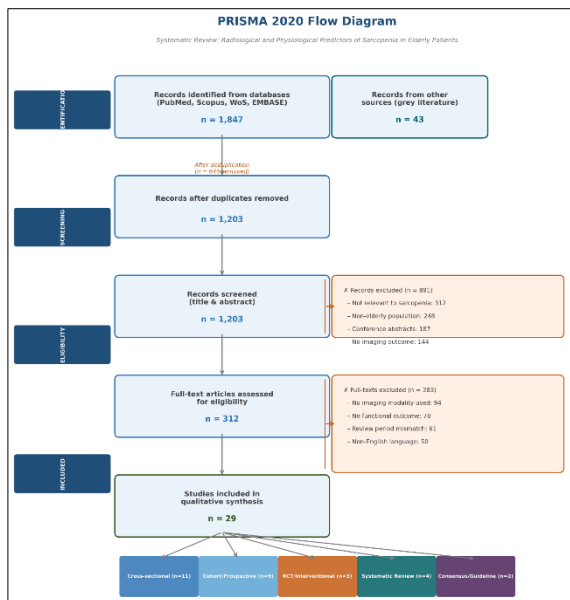 PRISMA 2020 Flow Diagram
Systematic Review: Radiological and Physiological Predictors of Sarcopenia in Elderly Patients
Records identified from databases
(PubMed, Scopus, WoS, EMBASE)
n = 1,847
Records from other
sources (grey literature)
n = 43
After deduplication
removed)
SCREENING
Records after duplicates removed
n = 1,203
Records screened
(title & abstract)
n = 1,203
✗ Records excluded (n = 891)
– Not relevant to sarcopenia: 312
– Non-elderly population: 248
– Conference abstracts: 187
No imaging outcome: 144
ELIGIBILITY
Full-text articles assessed
for eligibility
n = 312
✗ Full-texts excluded (n = 283)
– No imaging modality used: 94
– No functional outcome: 78
– Review period mismatch: 61
– Non-English language: 50
INCLUDED
Studies included in
qualitative synthesis
n = 29
Cross-sectional (n=11)
Cohort/Prospective (n=9)
RCT/Interventional (n=3)
Systematic Review (n=4)
Consensus/Guideline (n=2)